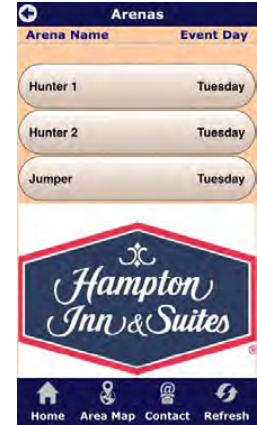 Arenas
Arena Name Event Day
Hunter 1 Tuesday
Hunter 2 Tuesday
Jumper Tuesday
Hampton
Inn & Suites
®
Home Area Map Contact Refresh